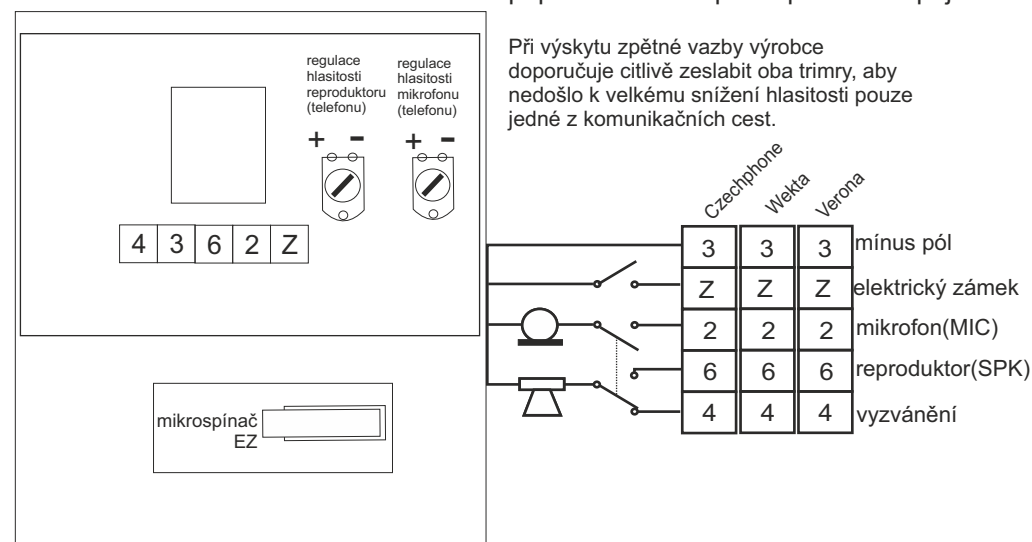 Při výskytu zpětné vazby výrobce
doporučuje citlivě zeslabit oba trimry, aby
nedošlo k velkému snížení hlasitosti pouze
jedné z komunikačních cest.
regulace
hlasitosti
reproduktoru
(telefonu)
regulace
hlasitosti
mikrofonu
(telefonu)
+ -
+ -
4 3 6 2 Z
mikrospínač
EZ
Czechphone
Wekta
Verona
3 3 3 mínus pól
Z Z Z elektrický zámek
2 2 2 mikrofon(MIC)
6 6 6 reproduktor(SPK)
4 4 4 vyzvánění